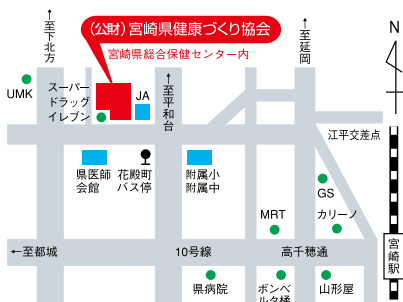 ↑至下北方
(公財)宮崎県健康づくり協会
宮崎県総合保健センター内
↑至延岡
N
UMK
スーパー
ドラッグ
イレブン
JA
↑至平和台
江平交差点
県医師
会館
花殿町
バス停
附属小
附属中
GS
MRT
カリーノ
←至都城
10号線
高千穂通
宮崎駅
県病院
ボンベ
ルタ橘
山形屋